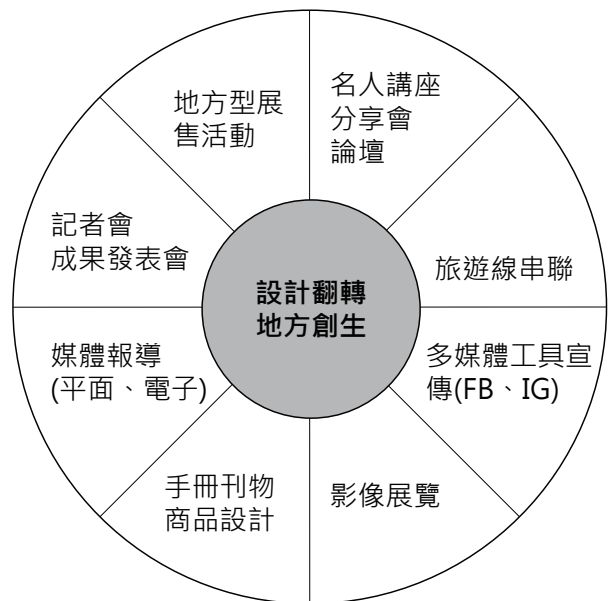 地方型展
售活動
名人講座
分享會
論壇
記者會
成果發表會
設計翻轉
地方創生
旅遊線串聯
媒體報導
(平面、電子)
多媒體工具宣
傳(FB、IG)
手冊刊物
商品設計
影像展覽